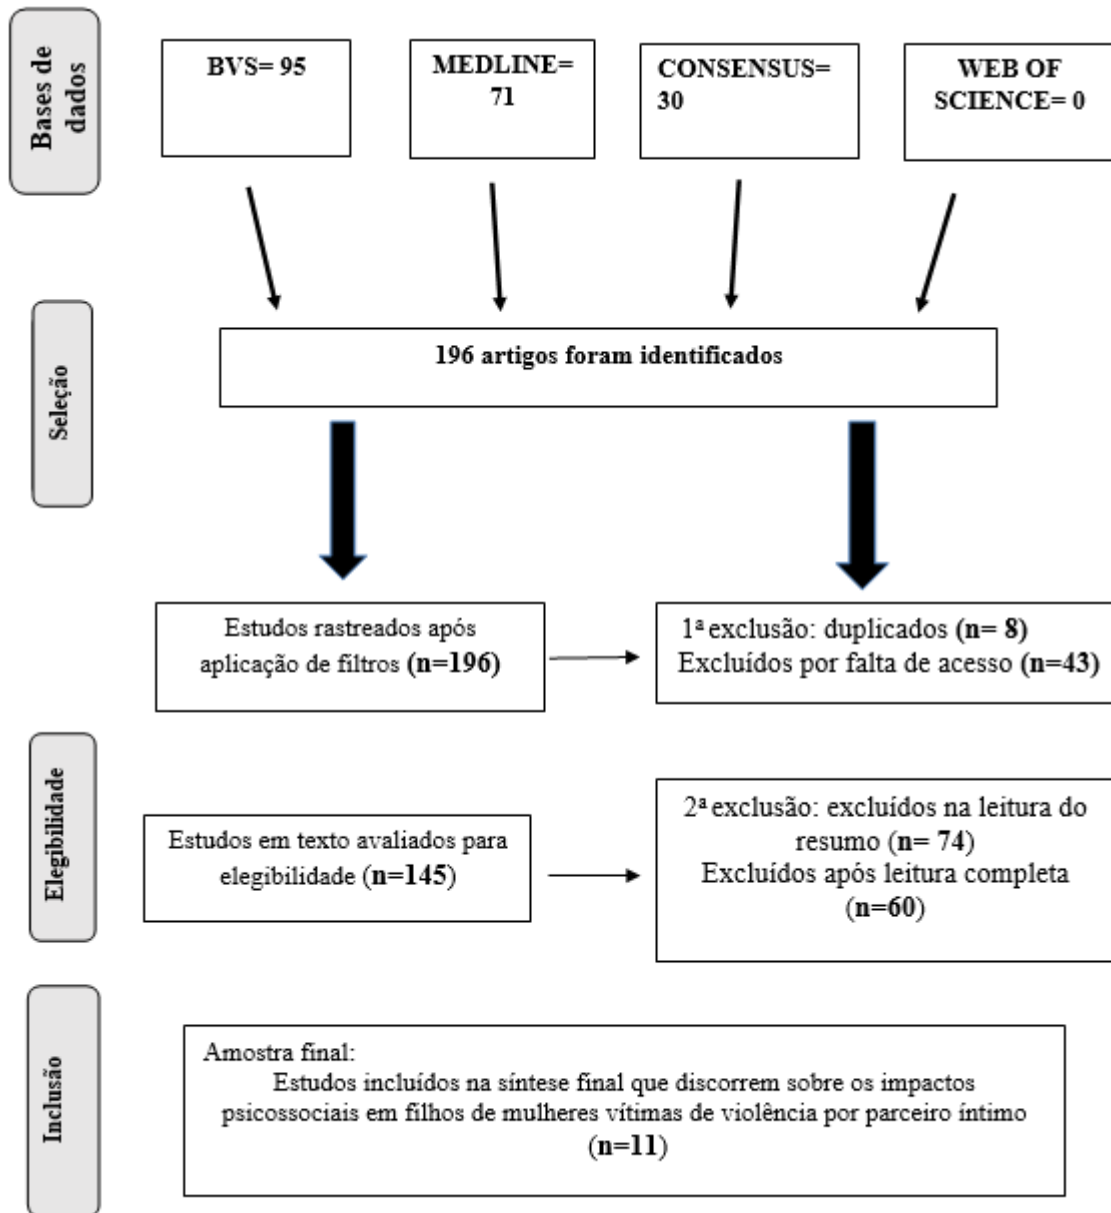 Bases de
dados
BVS= 95
MEDLINE=
71
CONSENSUS=
30
WEB OF
SCIENCE= 0
Seleção
196 artigos foram identificados
Estudos rastreados após
aplicação de filtros (n=196)
1ª exclusão: duplicados (n= 8)
Excluídos por falta de acesso (n=43)
Elegibilidade
Estudos em texto avaliados para
elegibilidade (n=145)
2ª exclusão: excluídos na leitura do
resumo (n= 74)
Excluídos após leitura completa
(n=60)
Inclusão
Amostra final:
Estudos incluídos na síntese final que discorrem sobre os impactos
psicossociais em filhos de mulheres vítimas de violência por parceiro íntimo
(n=11)